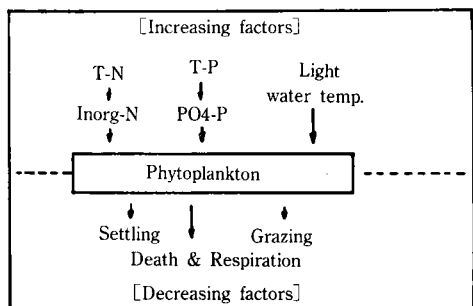 [Increasing factors]
T-N T-P Light
water temp.
Inorg-N PO4-P
Phytoplankton
Settling Grazing
Death & Respiration
[Decreasing factors]